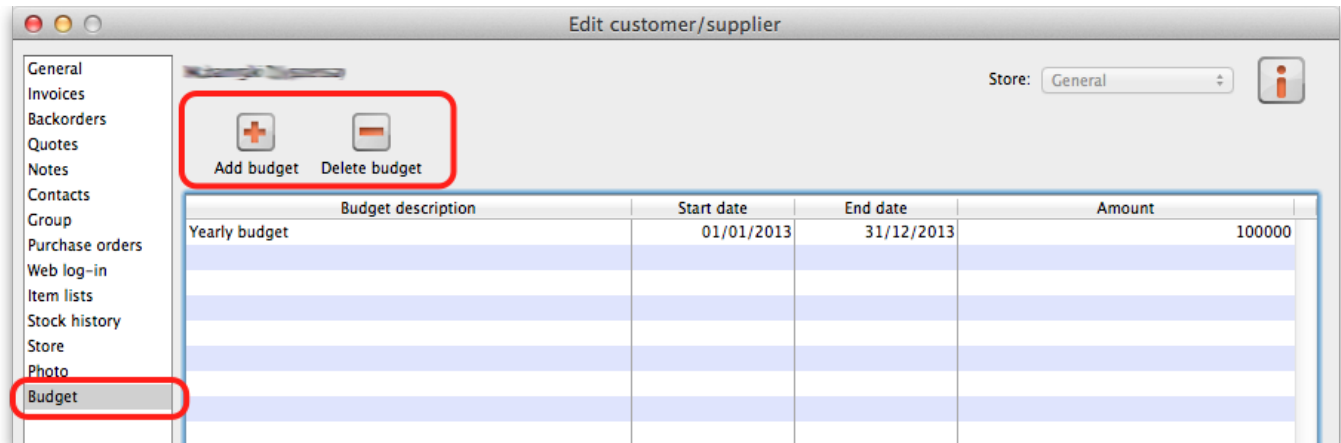 Edit customer/supplier
General
Invoices
Backorders
Quotes
Notes
Contacts
Group
Purchase orders
Web log-in
Item lists
Stock history
Store
Photo
Budget
Store: General
Add budget Delete budget
Budget description Start date End date Amount
Yearly budget 01/01/2013 31/12/2013 100000